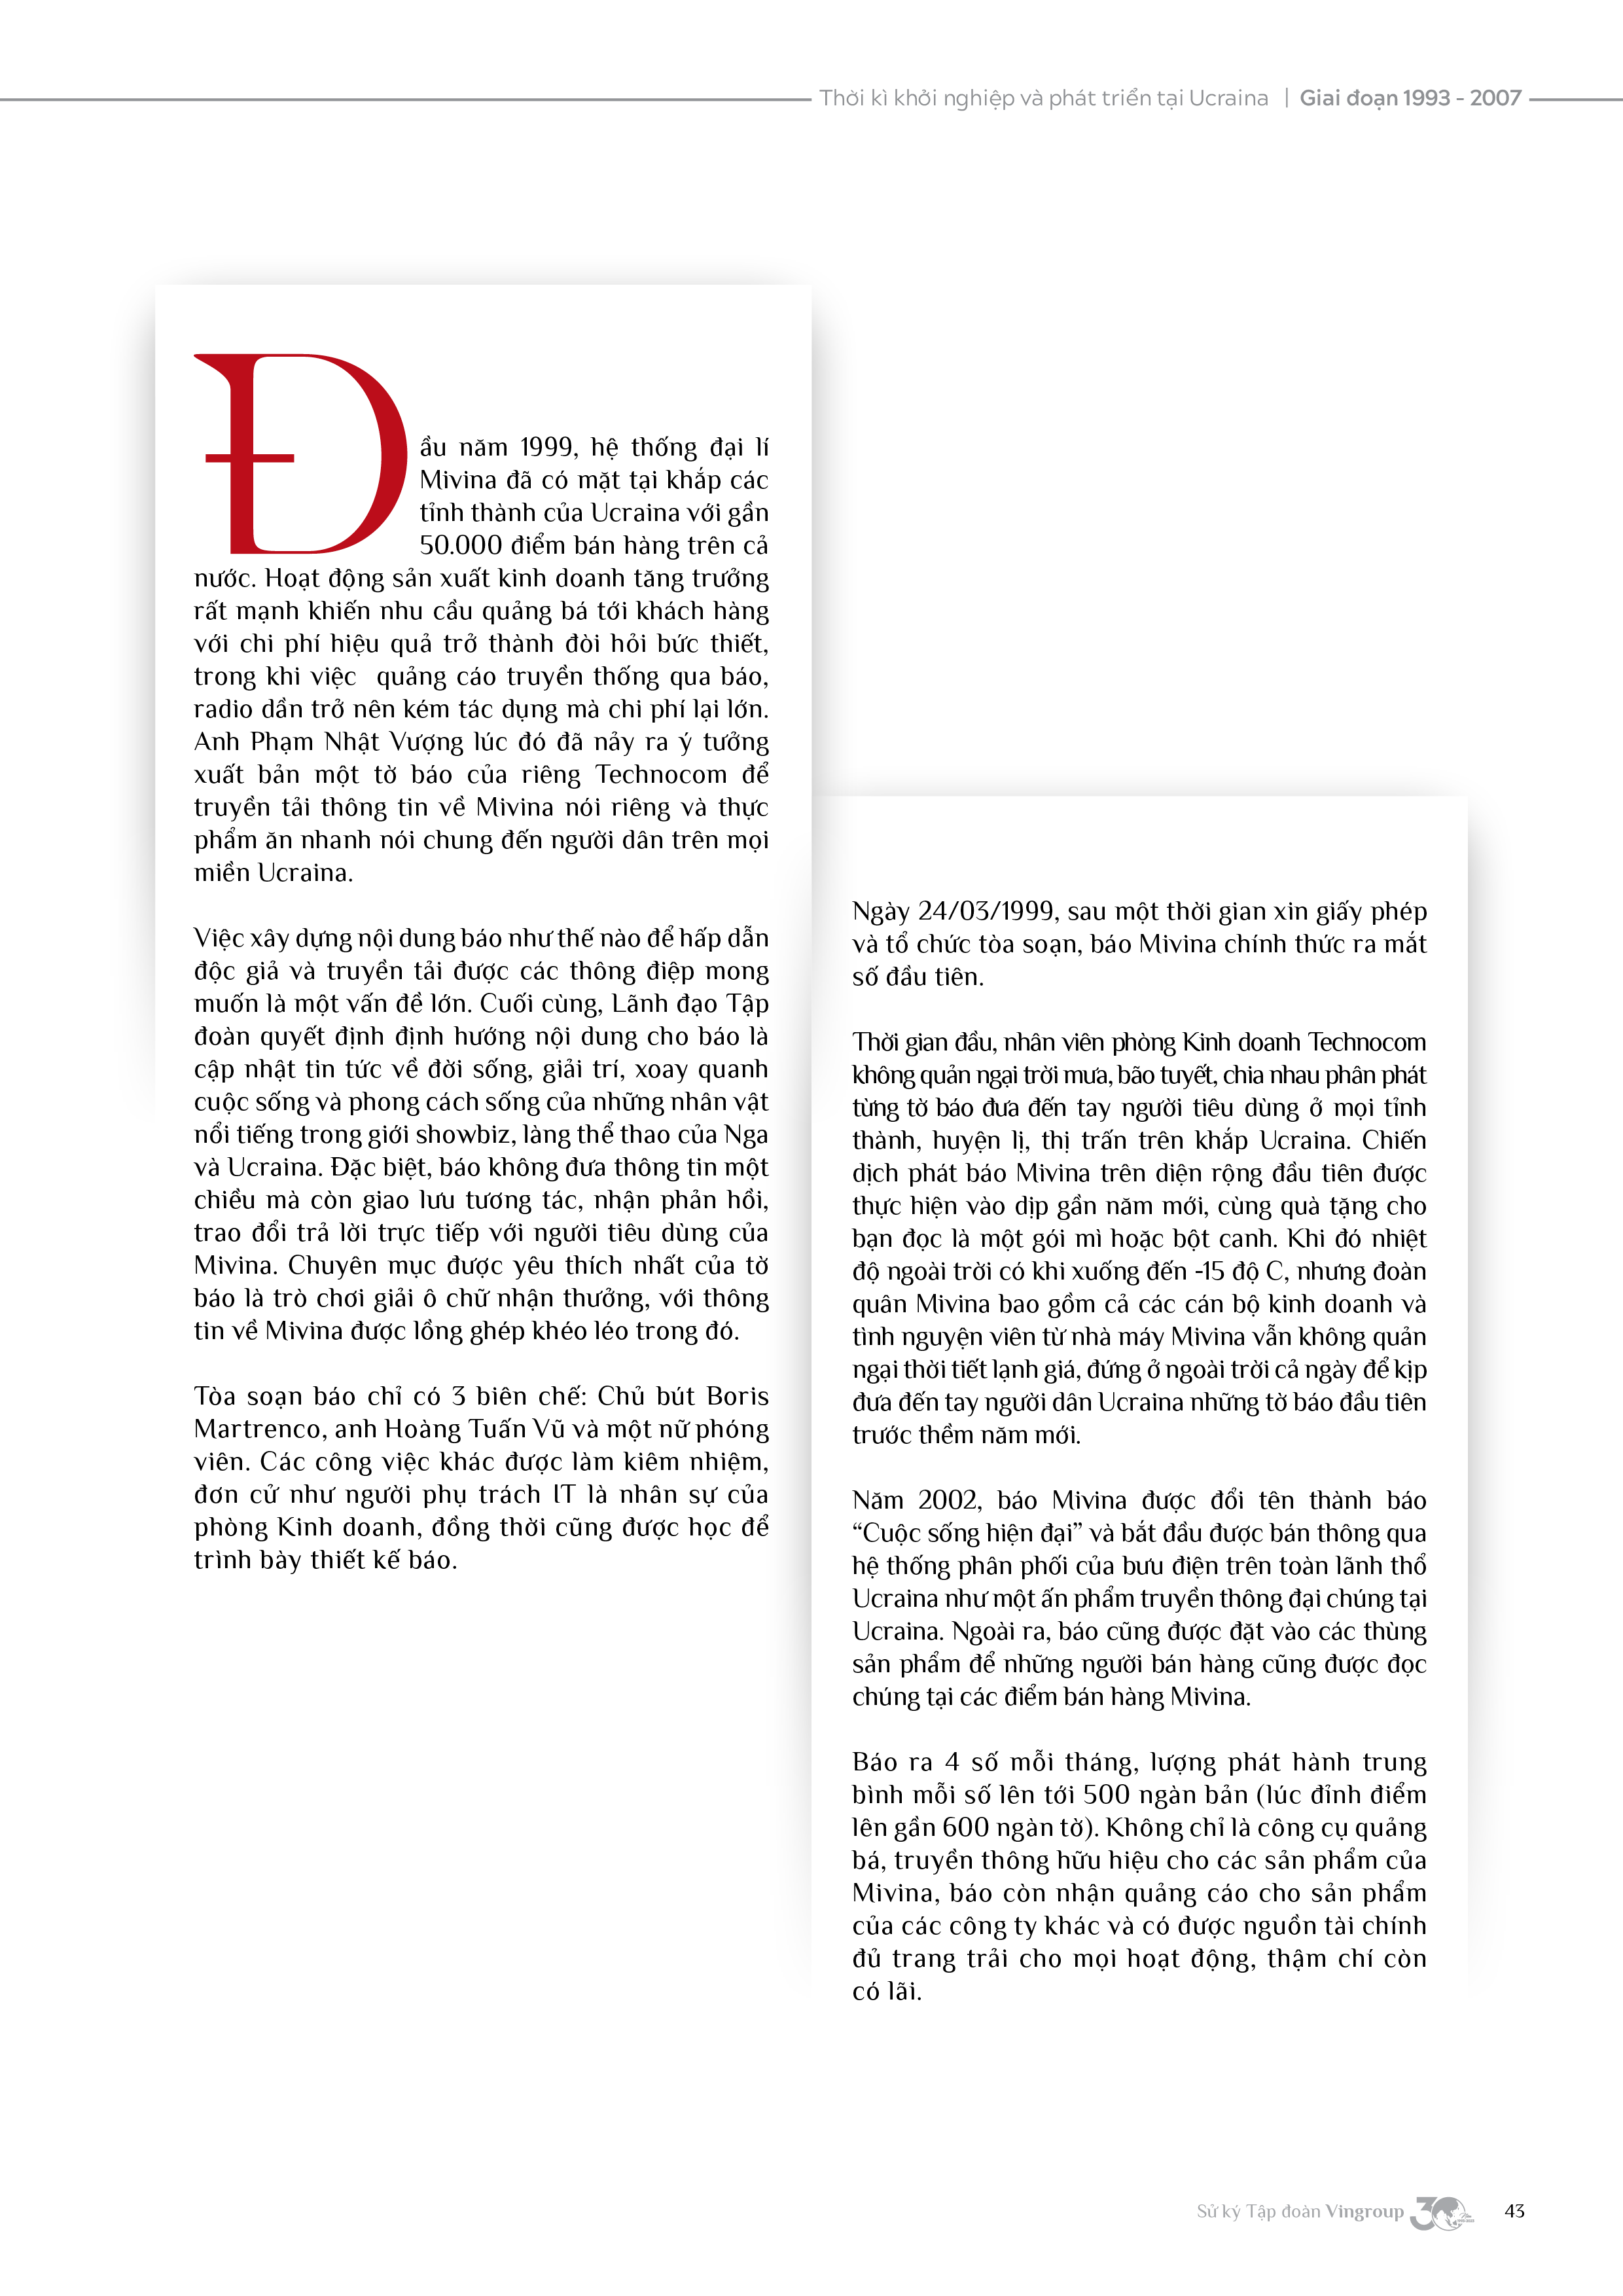 Thời kì khởi nghiệp và phát triển tại Ucraina | Giai đoạn 1993 - 2007
Đầu năm 1999, hệ thống đại lí
Mivina đã có mặt tại khắp các
tỉnh thành của Ucraina với gần
50.000 điểm bán hàng trên cả
nước. Hoạt động sản xuất kinh doanh tăng trưởng
rất mạnh khiến nhu cầu quảng bá tới khách hàng
với chi phí hiệu quả trở thành đòi hỏi bức thiết,
trong khi việc quảng cáo truyền thống qua báo,
radio dần trở nên kém tác dụng mà chi phí lại lớn.
Anh Phạm Nhật Vượng lúc đó đã nảy ra ý tưởng
xuất bản một tờ báo của riêng Technocom để
truyền tải thông tin về Mivina nói riêng và thực
phẩm ăn nhanh nói chung đến người dân trên mọi
miền Ucraina.
Việc xây dựng nội dung báo như thế nào để hấp dẫn
độc giả và truyền tải được các thông điệp mong
muốn là một vấn đề lớn. Cuối cùng, Lãnh đạo Tập
đoàn quyết định định hướng nội dung cho báo là
cập nhật tin tức về đời sống, giải trí, xoay quanh
cuộc sống và phong cách sống của những nhân vật
nổi tiếng trong giới showbiz, làng thể thao của Nga
và Ucraina. Đặc biệt, báo không đưa thông tin một
chiều mà còn giao lưu tương tác, nhận phản hồi,
trao đổi trả lời trực tiếp với người tiêu dùng của
Mivina. Chuyên mục được yêu thích nhất của tờ
báo là trò chơi giải ô chữ nhận thưởng, với thông
tin về Mivina được lồng ghép khéo léo trong đó.
Tòa soạn báo chỉ có 3 biên chế: Chủ bút Boris
Martrenco, anh Hoàng Tuấn Vũ và một nữ phóng
viên. Các công việc khác được làm kiêm nhiệm,
đơn cử như người phụ trách IT là nhân sự của
phòng Kinh doanh, đồng thời cũng được học để
trình bày thiết kế báo.
Ngày 24/03/1999, sau một thời gian xin giấy phép
và tổ chức tòa soạn, báo Mivina chính thức ra mắt
số đầu tiên.
Thời gian đầu, nhân viên phòng Kinh doanh Technocom
không quản ngại trời mưa, bão tuyết, chia nhau phân phát
từng tờ báo đưa đến tay người tiêu dùng ở mọi tỉnh
thành, huyện lị, thị trấn trên khắp Ucraina. Chiến
dịch phát báo Mivina trên diện rộng đầu tiên được
thực hiện vào dịp gần năm mới, cùng quà tặng cho
bạn đọc là một gói mì hoặc bột canh. Khi đó nhiệt
độ ngoài trời có khi xuống đến -15 độ C, nhưng đoàn
quân Mivina bao gồm cả các cán bộ kinh doanh và
tình nguyện viên từ nhà máy Mivina vẫn không quản
ngại thời tiết lạnh giá, đứng ở ngoài trời cả ngày để kịp
đưa đến tay người dân Ucraina những tờ báo đầu tiên
trước thềm năm mới.
Năm 2002, báo Mivina được đổi tên thành báo
“Cuộc sống hiện đại” và bắt đầu được bán thông qua
hệ thống phân phối của bưu điện trên toàn lãnh thổ
Ucraina như một ấn phẩm truyền thông đại chúng tại
Ucraina. Ngoài ra, báo cũng được đặt vào các thùng
sản phẩm để những người bán hàng cũng được đọc
chúng tại các điểm bán hàng Mivina.
Báo ra 4 số mỗi tháng, lượng phát hành trung
bình mỗi số lên tới 500 ngàn bản (lúc đỉnh điểm
lên gần 600 ngàn tờ). Không chỉ là công cụ quảng
bá, truyền thông hữu hiệu cho các sản phẩm của
Mivina, báo còn nhận quảng cáo cho sản phẩm
của các công ty khác và có được nguồn tài chính
đủ trang trải cho mọi hoạt động, thậm chí còn
có lãi.
Sử ký Tập đoàn Vingroup 30 43